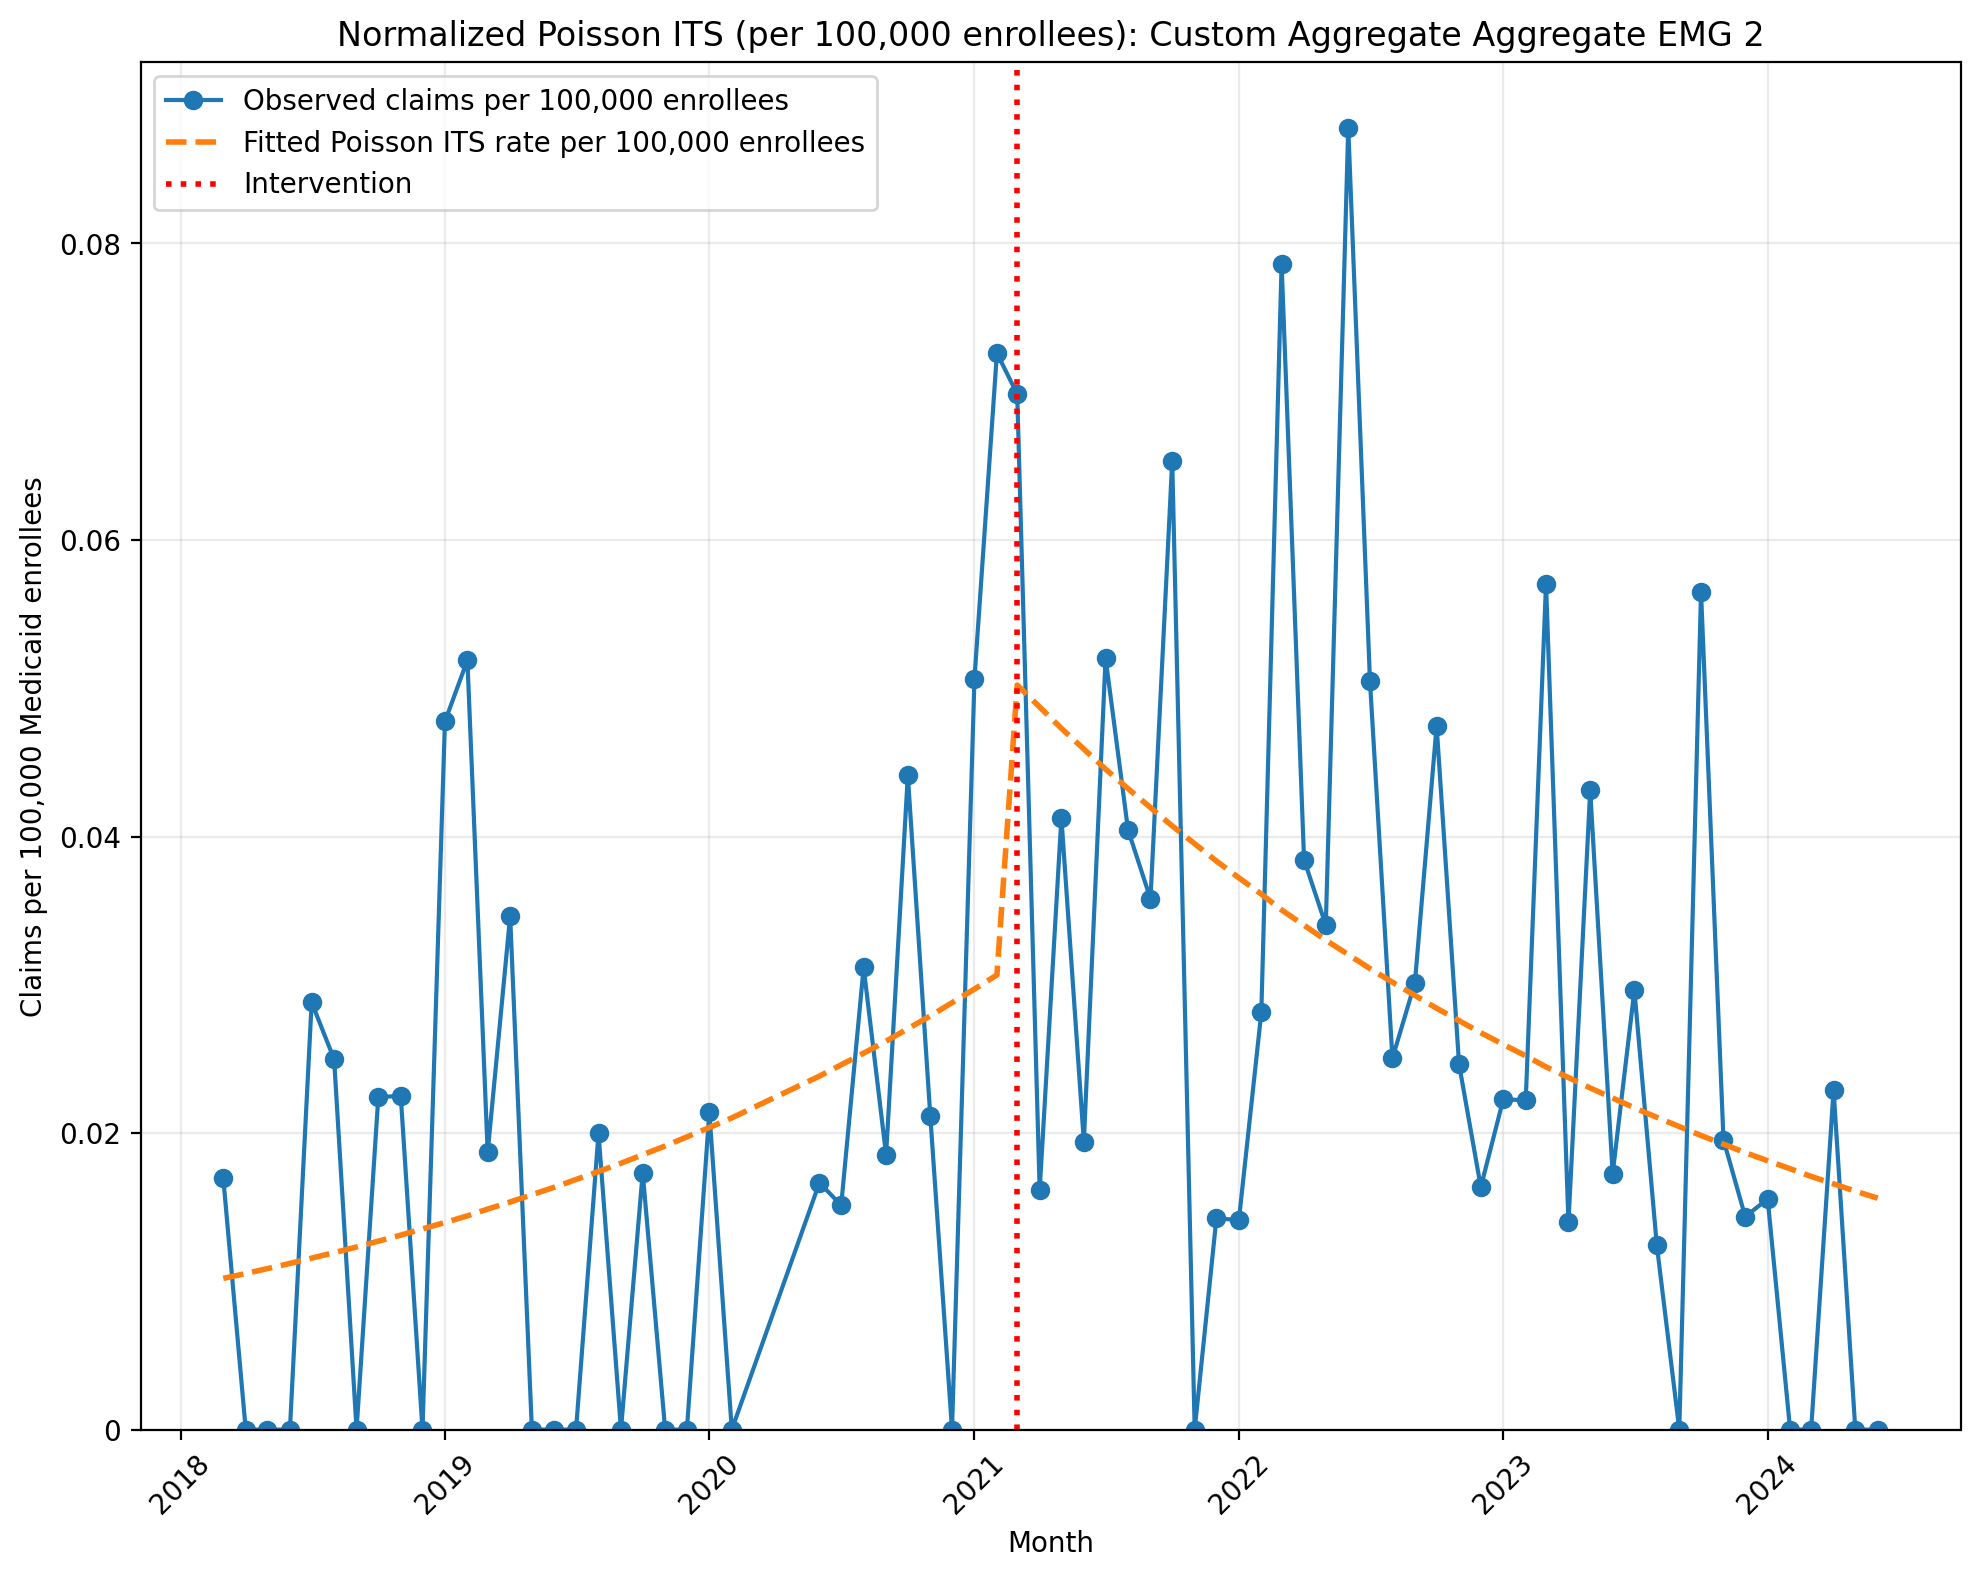 Normalized Poisson ITS (per 100,000 enrollees): Custom Aggregate Aggregate EMG 2
Observed claims per 100,000 enrollees
Fitted Poisson ITS rate per 100,000 enrollees
Intervention
Claims per 100,000 Medicaid enrollees
0.08
0.06
0.04
0.02
0
2018
2019
2020
2021
2022
2023
2024
Month